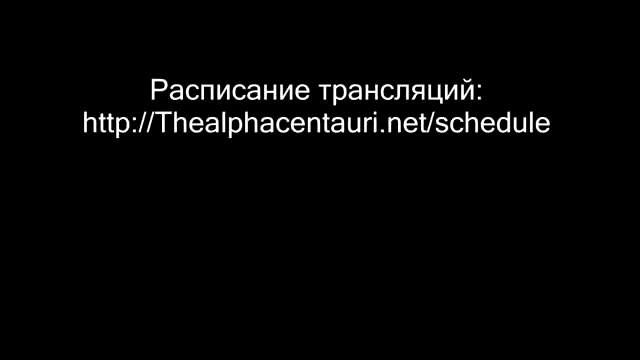 Расписание трансляций:
http://Thealphacentauri.net/schedule